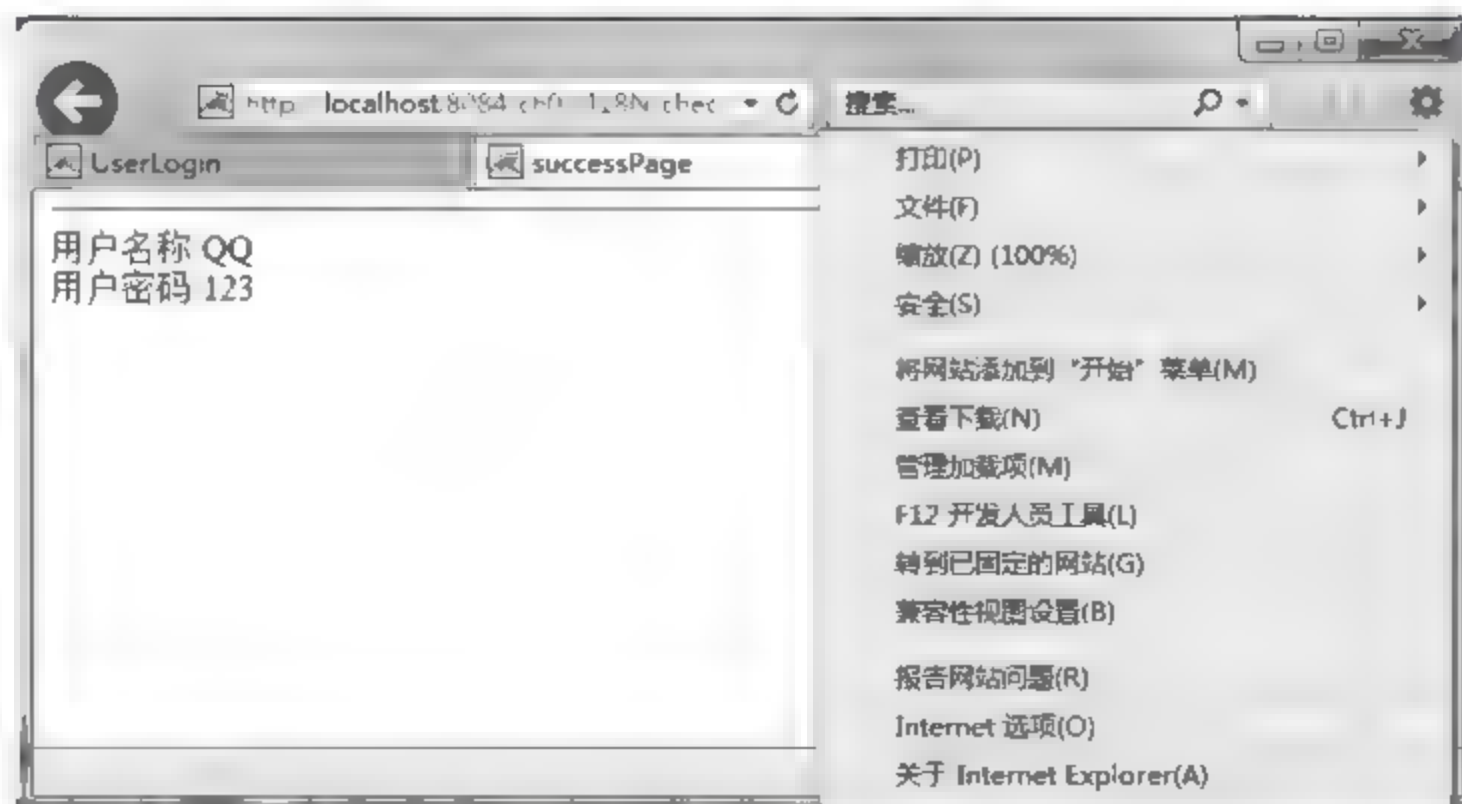 localhost
搜索...
UserLogin
successPage
用户名称 QQ
用户密码 123
打印(P)
文件(F)
缩放(Z) (100%)
安全(S)
将网站添加到 "开始" 菜单(M)
查看下载(N) Ctrl+J
管理加载项(M)
F12 开发人员工具(L)
转到已固定的网站(G)
兼容性视图设置(B)
报告网站问题(R)
Internet 选项(O)
关于 Internet Explorer(A)